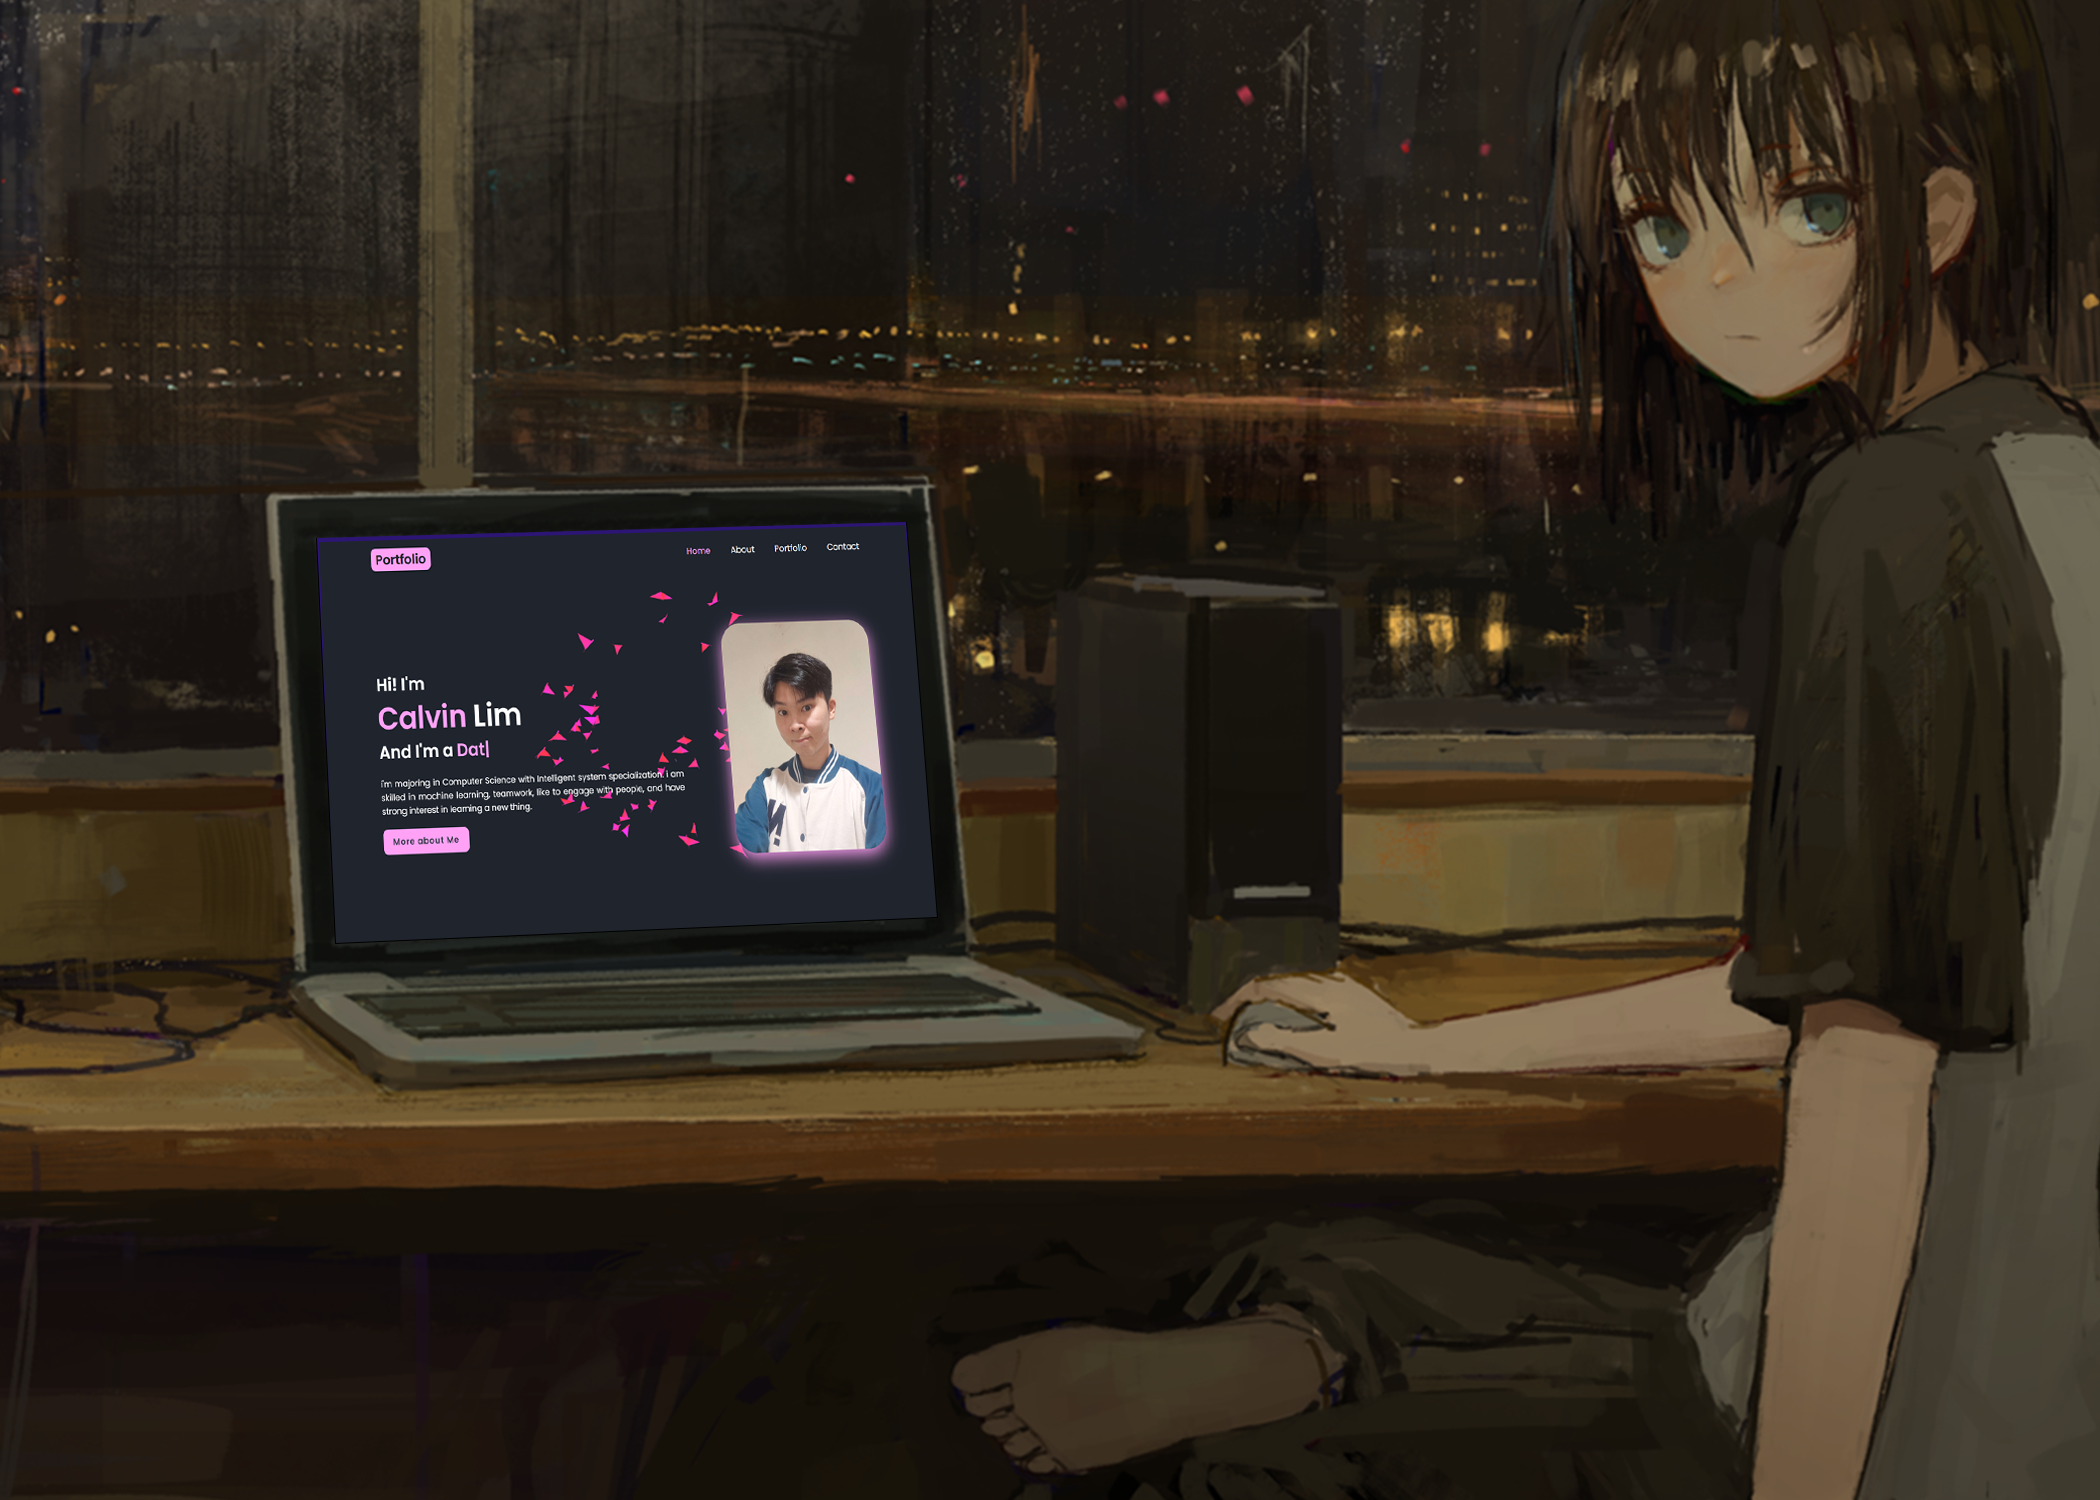 Portfolio
Home About Portfolio Contact
Hi! I'm
Calvin Lim
And I'm a Dat|
i'm majoring in Computer Science with Intelligent system specialization. I am
skilled in machine learning, teamwork, like to engage with people, and have
strong interest in learning a new thing.
More about Me